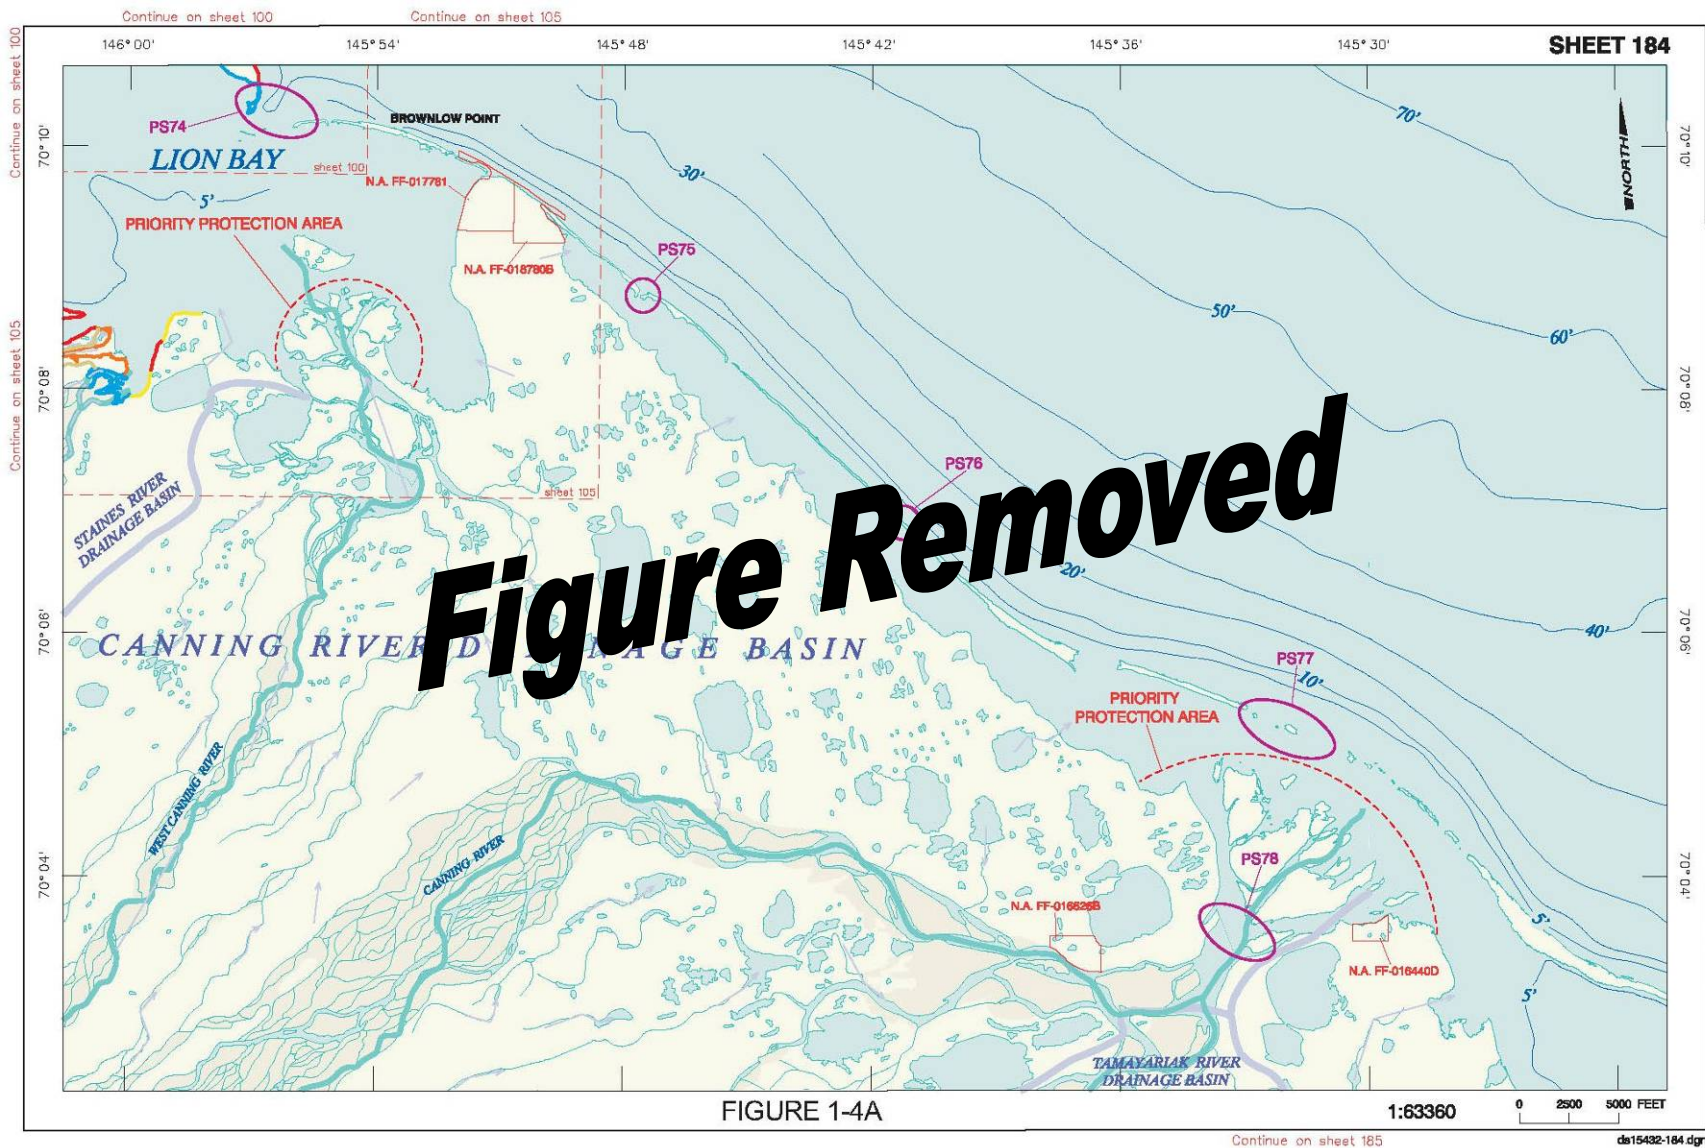 Continue on sheet 100
Continue on sheet 105
Continue on sheet 100
Continue on sheet 105
146° 00'
145° 54'
145° 48'
145° 42'
145° 36'
145° 30'
SHEET 184
70'
PS74
BROWNLOW POINT
70° 10'
70° 10'
LION BAY
sheet 100
30'
N.A. FF-017781
NORTH
5'
PRIORITY PROTECTION AREA
PS75
N.A. FF-018780B
50'
60'
70° 08'
70° 08'
PS76
STAINES RIVER
DRAINAGE BASIN
sheet 105
Figure Removed
20'
70° 06'
70° 06'
40'
CANNING RIVER D NAGE BASIN
PS77
10'
PRIORITY
PROTECTION AREA
WEST CANNING RIVER
CANNING RIVER
70° 04'
70° 04'
PS78
N.A. FF-016626B
5'
N.A. FF-016440D
5'
TAMAYARIAK RIVER
DRAINAGE BASIN
FIGURE 1-4A
1:63360
0 2500 5000 FEET
Continue on sheet 185
ds15432-184.dgn